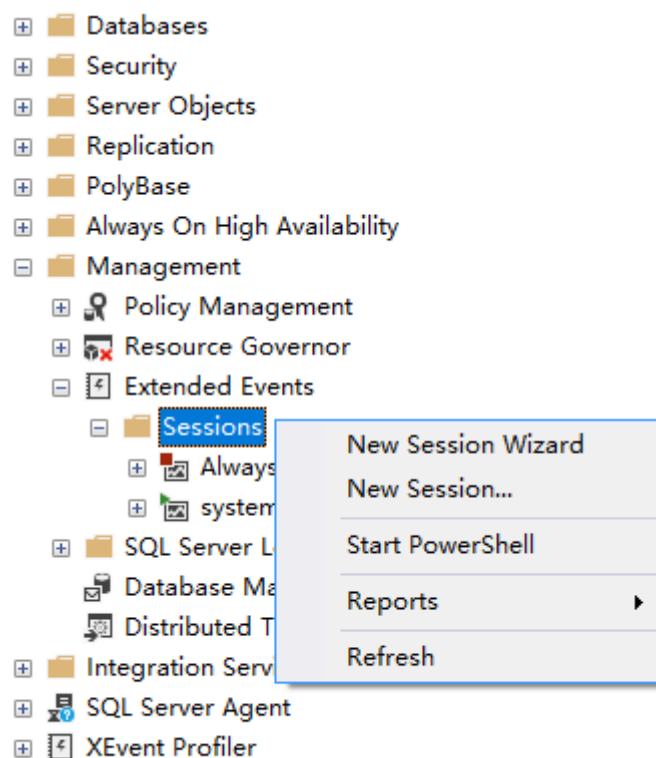 Databases
Security
Server Objects
Replication
PolyBase
Always On High Availability
Management
Policy Management
Resource Governor
Extended Events
Sessions
New Session Wizard
Always
New Session...
system
SQL Server L
Start PowerShell
Database Ma
Reports
Distributed T
Refresh
Integration Servi
SQL Server Agent
XEvent Profiler